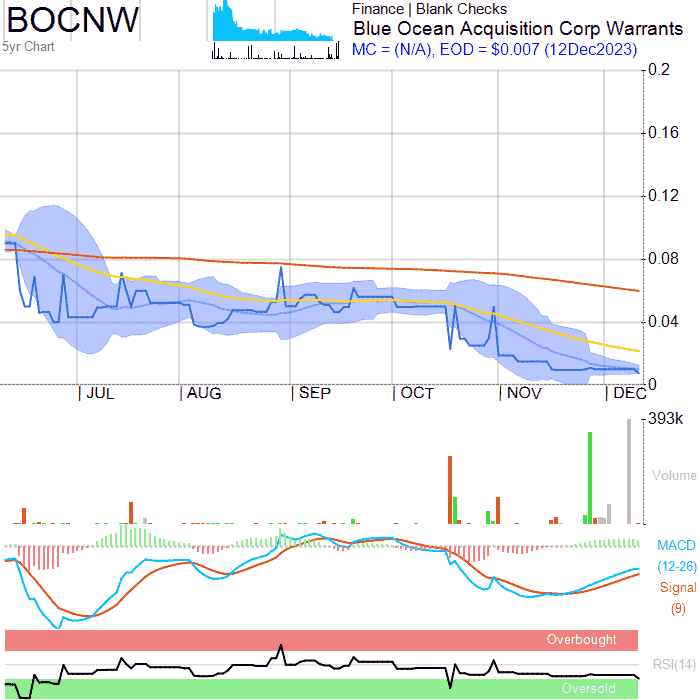 BOCNW
5yr Chart
Finance | Blank Checks
Blue Ocean Acquisition Corp Warrants
MC = (N/A), EOD = $0.007 (12Dec2023)
0.2
0.16
0.12
0.08
0.04
0
| JUL | AUG | SEP | OCT | NOV | DEC
393k
Volume
MACD
(12-26)
Signal
(9)
Overbought
RSI(14)
Oversold